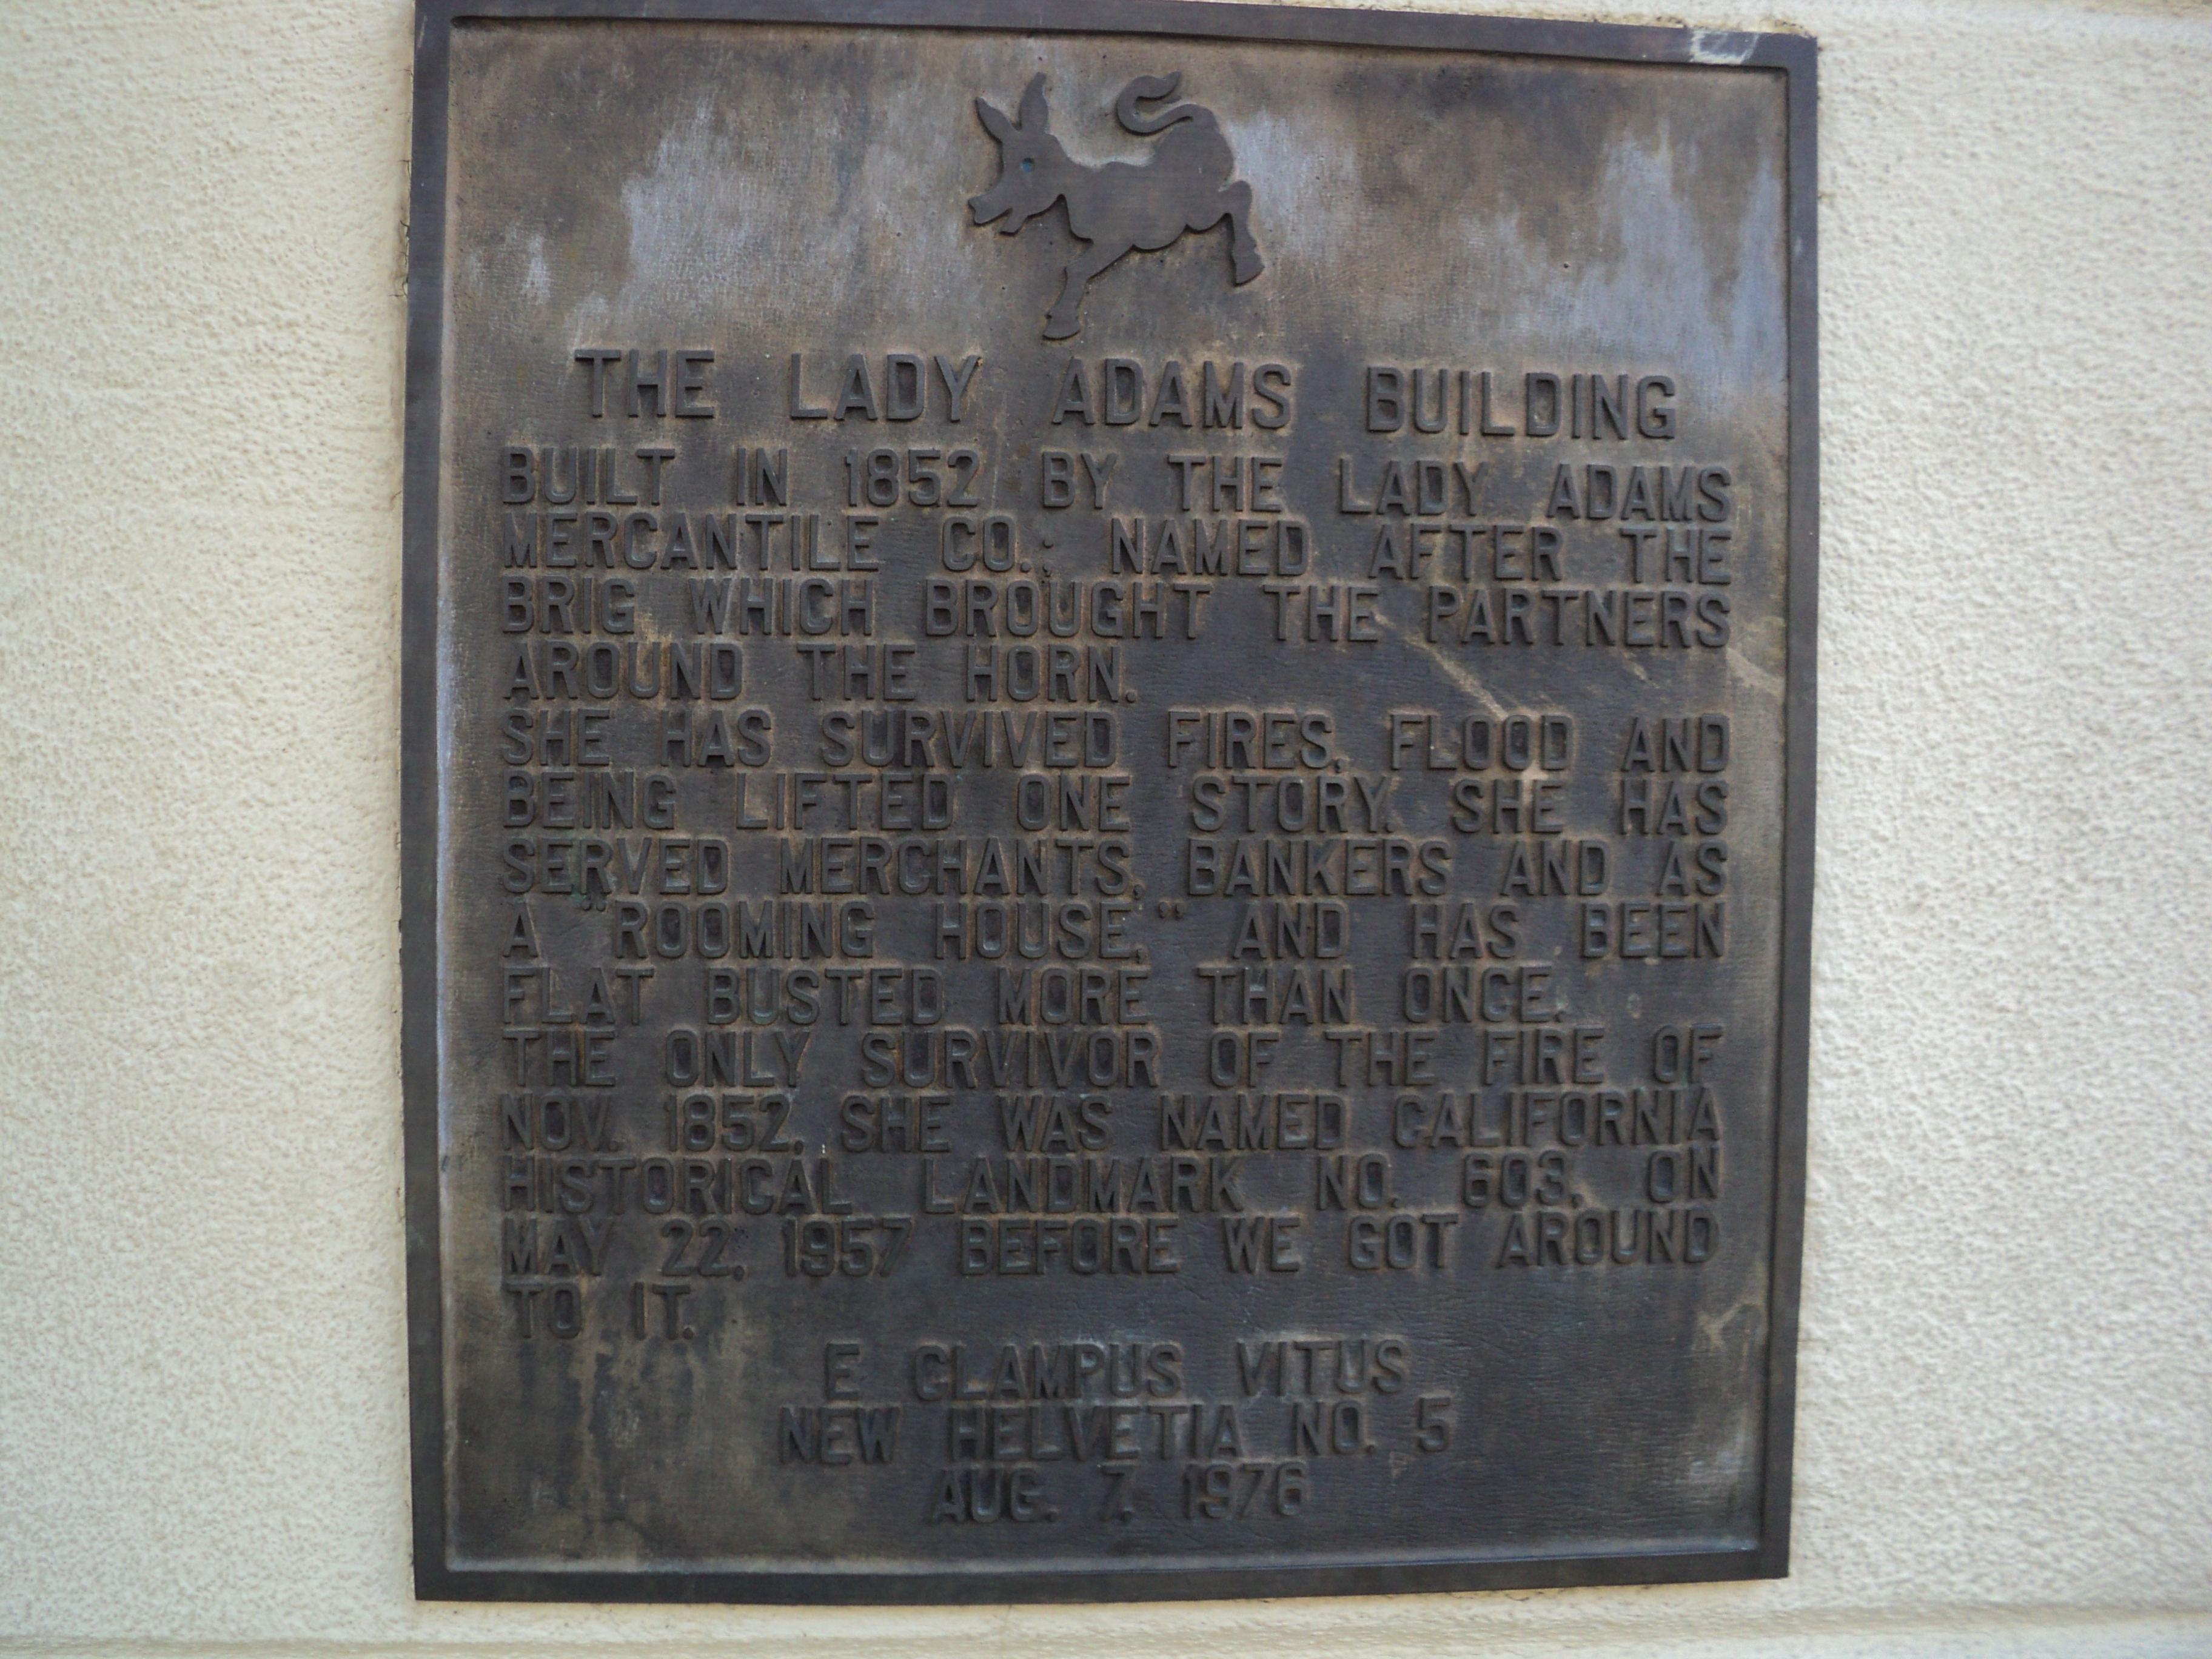 THE LADY ADAMS BUILDING
BUILT IN 1852 BY THE LADY ADAMS
MERCANTILE CO.; NAMED AFTER THE
BRIG WHICH BROUGHT THE PARTNERS
AROUND THE HORN.
SHE HAS SURVIVED FIRES, FLOOD AND
BEING LIFTED ONE STORY. SHE HAS
SERVED MERCHANTS, BANKERS AND AS
A "ROOMING HOUSE," AND HAS BEEN
FLAT BUSTED MORE THAN ONCE.
THE ONLY SURVIVOR OF THE FIRE OF
NOV. 1852, SHE WAS NAMED CALIFORNIA
HISTORICAL LANDMARK NO. 603, ON
MAY 22, 1957 BEFORE WE GOT AROUND
TO IT.
E CLAMPUS VITUS
NEW HELVETIA NO. 5
AUG. 7, 1976